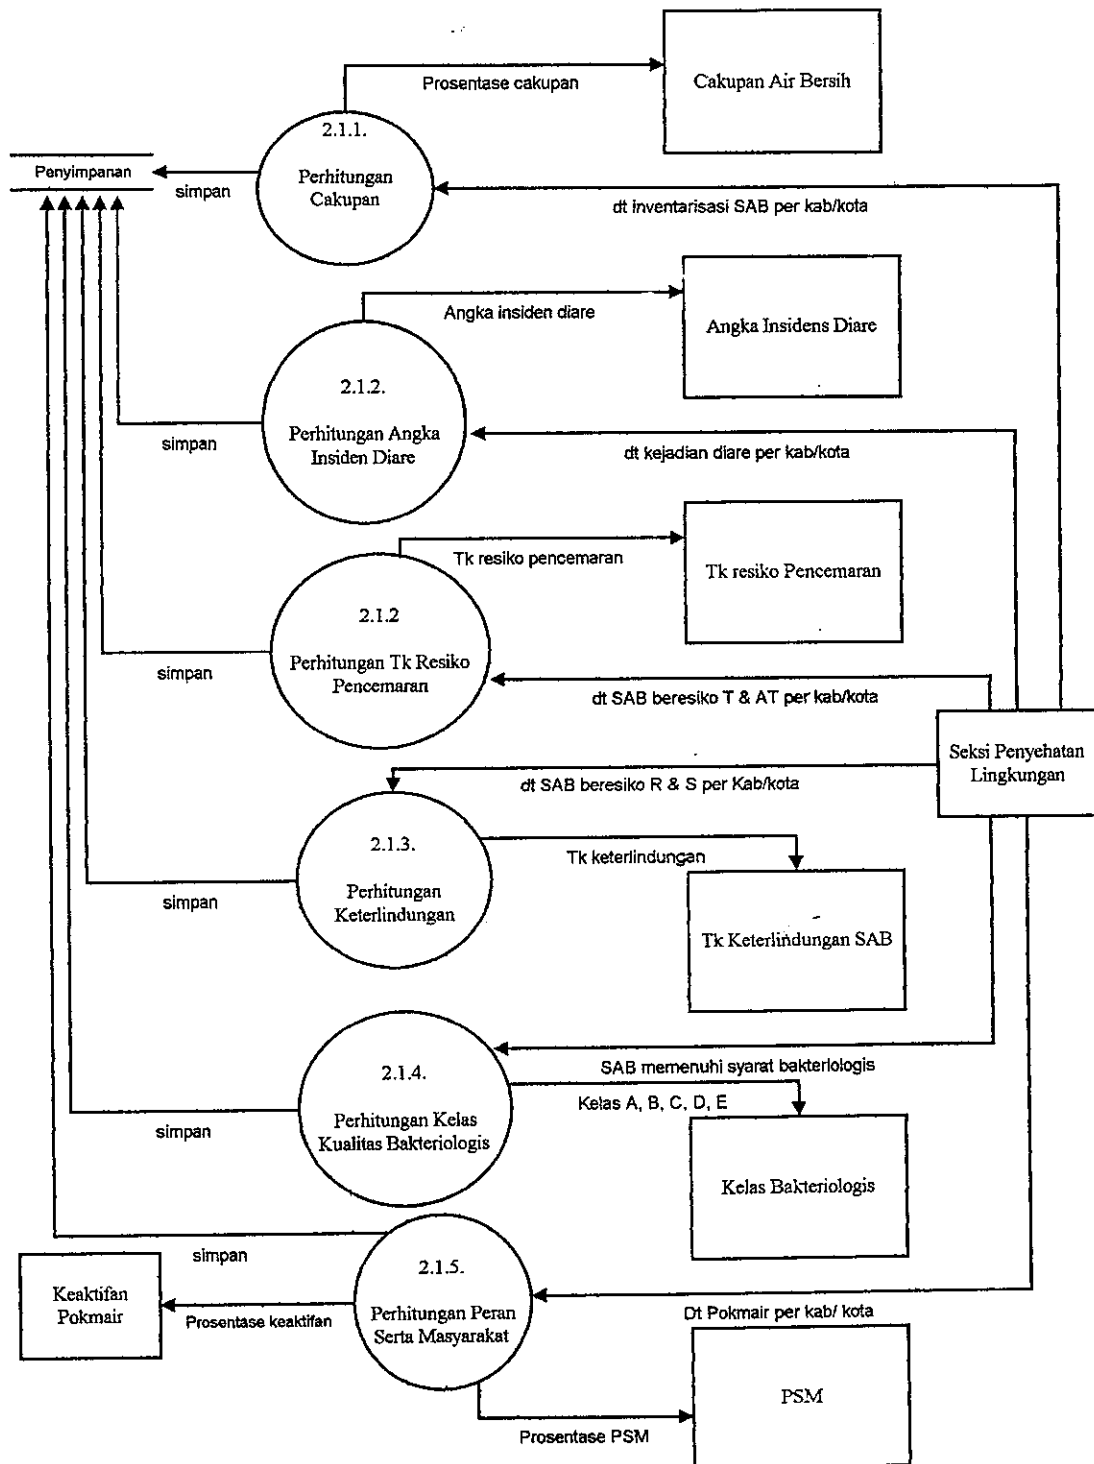 Prosentase cakupan
Cakupan Air Bersih
2.1.1.
Perhitungan
Cakupan
Penyimpanan
simpan
dt inventarisasi SAB per kab/kota
Angka insiden diare
Angka Insidens Diare
2.1.2.
Perhitungan Angka
Insiden Diare
simpan
dt kejadian diare per kab/kota
Tk resiko pencemaran
Tk resiko Pencemaran
2.1.2
Perhitungan Tk Resiko
Pencemaran
simpan
dt SAB beresiko T & AT per kab/kota
Seksi Penyehatan
Lingkungan
dt SAB beresiko R & S per Kab/kota
2.1.3.
Perhitungan
Keterlindungan
Tk keterlindungan
simpan
Tk Keterlindungan SAB
SAB memenuhi syarat bakteriologis
2.1.4.
Perhitungan Kelas
Kualitas Bakteriologis
Kelas A, B, C, D, E
simpan
Kelas Bakteriologis
simpan
2.1.5.
Perhitungan Peran
Serta Masyarakat
Keaktifan
Pokmair
Prosentase keaktifan
Dt Pokmair per kab/ kota
PSM
Prosentase PSM